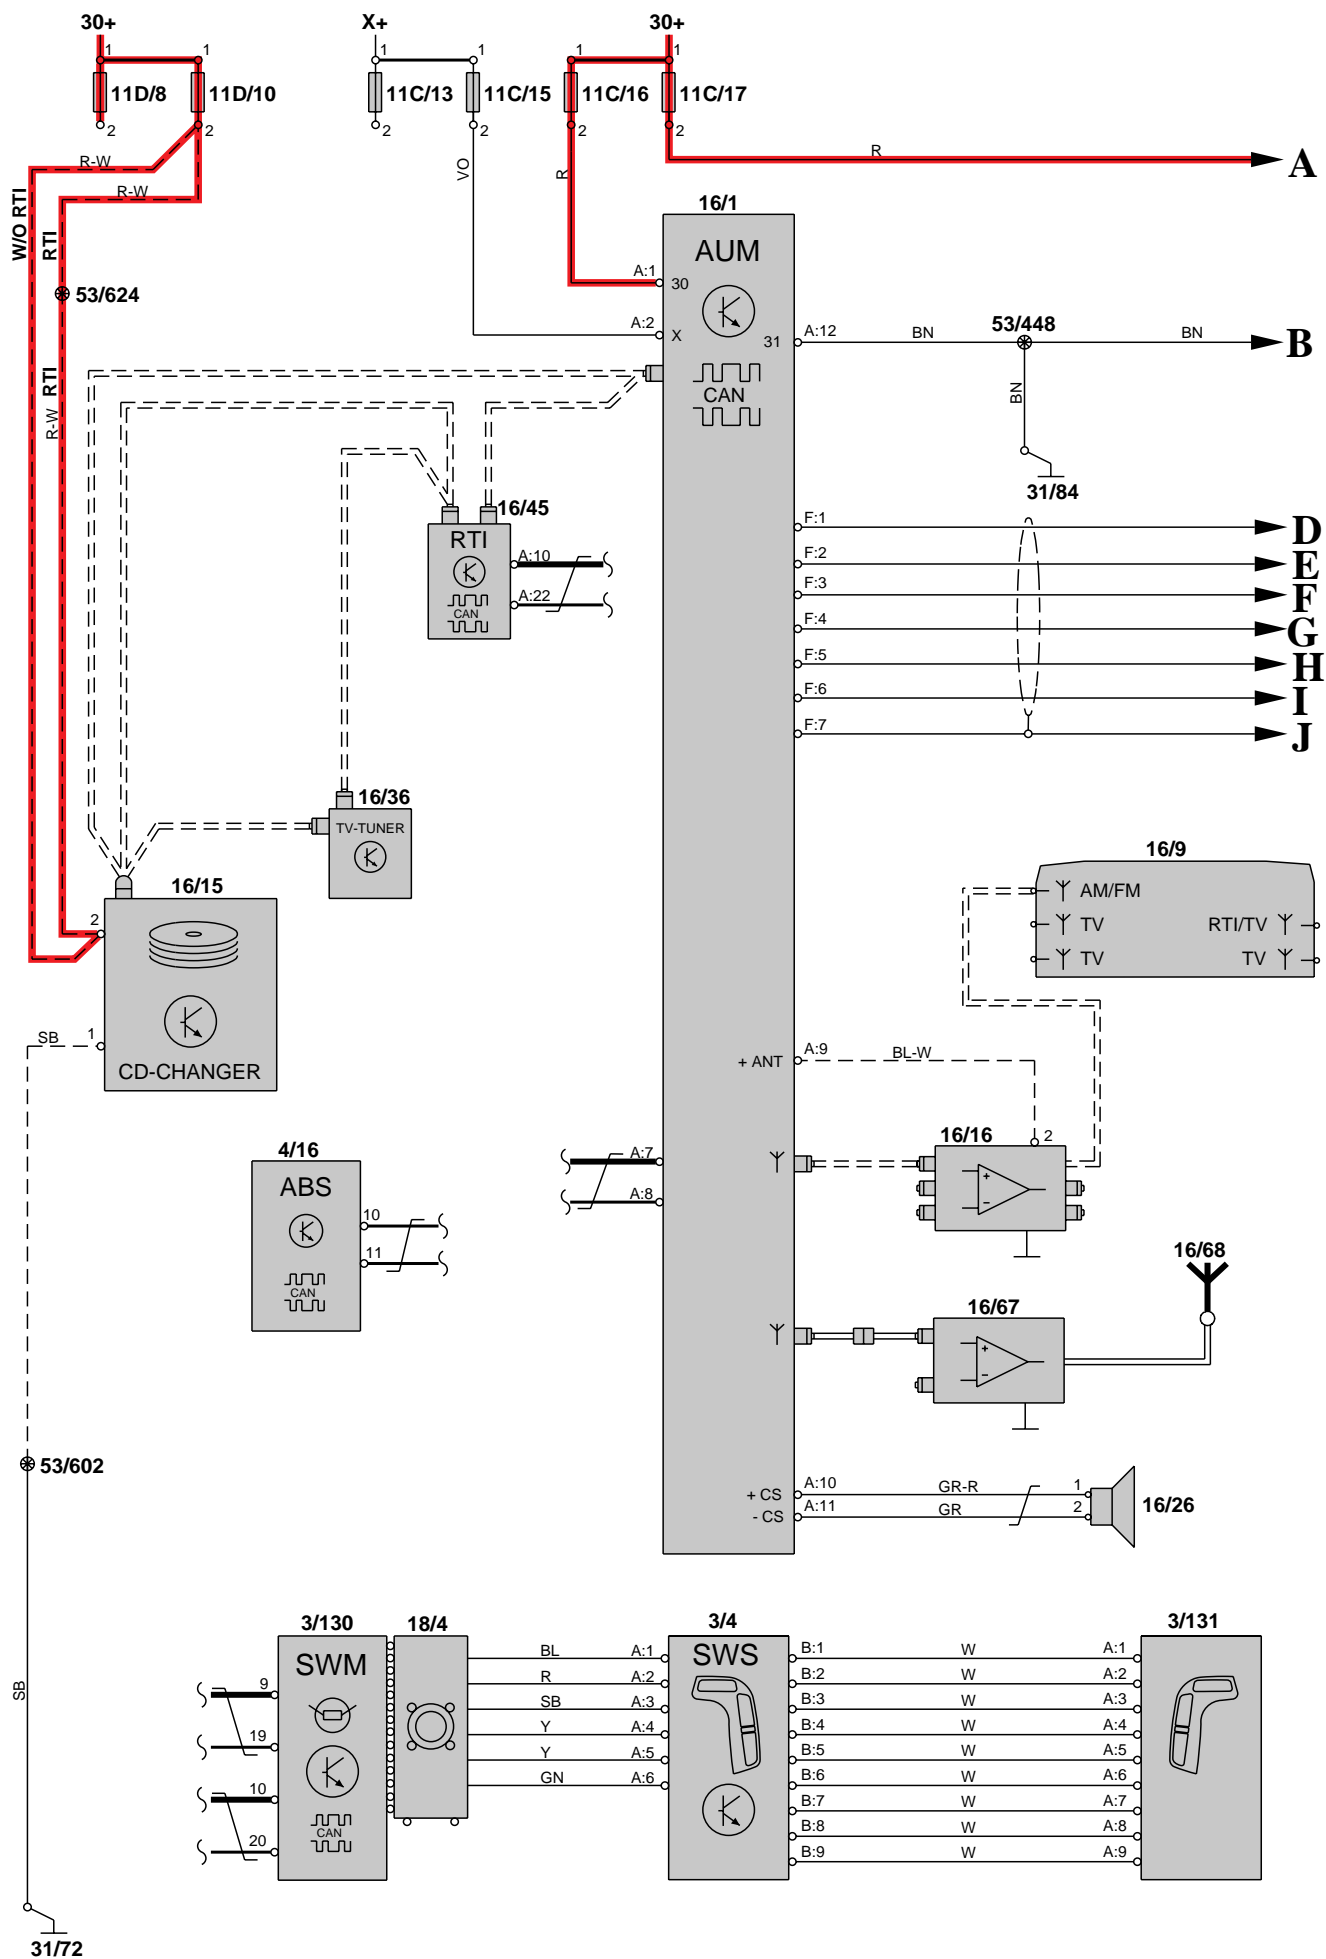 30+
X+
30+
1
1
1
1
1
1
11D/8
11D/10
11C/13
11C/15
11C/16
11C/17
2
2
2
2
2
2
R-W
R-W
VO
R
R
A
W/O RTI
RTI
53/624
RTI
R-W
16/1
AUM
A:1
30
A:2
X
31
A:12
BN
53/448
BN
B
CAN
BN
31/84
16/45
RTI
A:10
CAN
A:22
F:1
D
F:2
E
F:3
F
F:4
G
F:5
H
F:6
I
F:7
J
16/36
TV-TUNER
16/15
2
SB
1
CD-CHANGER
16/9
AM/FM
TV
RTI/TV
TV
TV
+ ANT
A:9
BL-W
16/16
2
+
-
4/16
ABS
10
11
CAN
A:7
A:8
16/68
16/67
+
-
53/602
+ CS
A:10
GR-R
1
- CS
A:11
GR
2
16/26
SB
3/130
18/4
3/4
3/131
SWM
SWS
9
19
10
20
CAN
BL
A:1
R
A:2
SB
A:3
Y
A:4
Y
A:5
GN
A:6
B:1
W
A:1
B:2
W
A:2
B:3
W
A:3
B:4
W
A:4
B:5
W
A:5
B:6
W
A:6
B:7
W
A:7
B:8
W
A:8
B:9
W
A:9
31/72